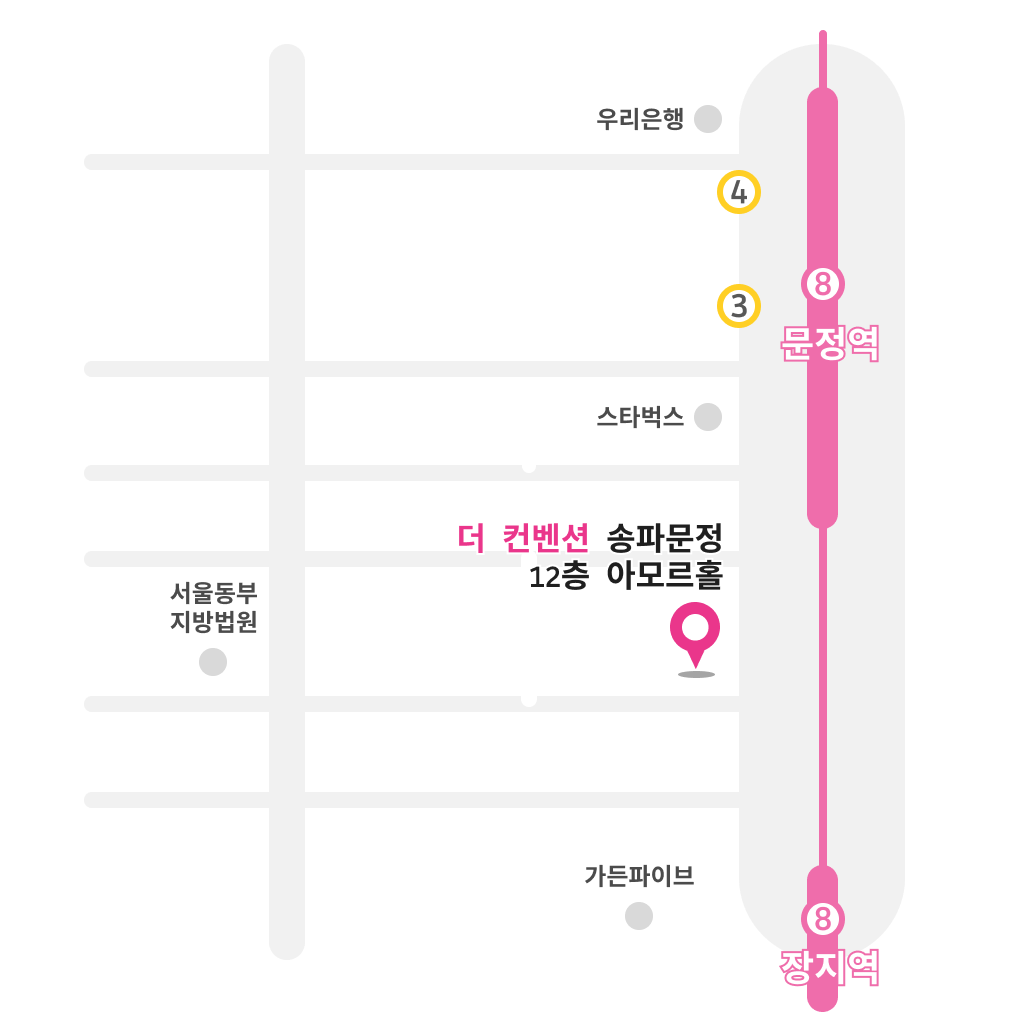 우리은행
4
8
3
문정역
스타벅스
더 컨벤션 송파문정
12층 아모르홀
서울동부
지방법원
가든파이브
8
장지역